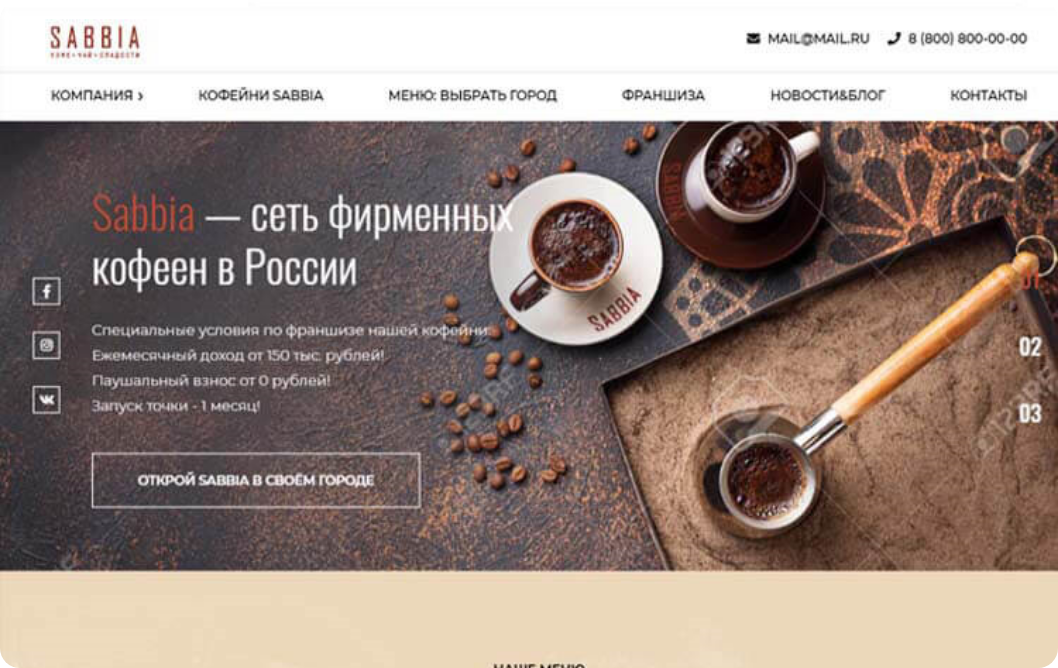 SABBIA
КОФЕ • ЧАЙ • СЛАДОСТИ
MAIL@MAIL.RU 8 (800) 800-00-00
КОМПАНИЯ › КОФЕЙНИ SABBIA МЕНЮ: ВЫБРАТЬ ГОРОД ФРАНШИЗА НОВОСТИ&БЛОГ КОНТАКТЫ
Sabbia — сеть фирменных
кофеен в России
Специальные условия по франшизе нашей кофейни:
Ежемесячный доход от 150 тыс. рублей!
Паушальный взнос от 0 рублей!
Запуск точки - 1 месяц!
ОТКРОЙ SABBIA В СВОЁМ ГОРОДЕ
SABBIA
SABBIA
01
02
03
НАШЕ МЕНЮ